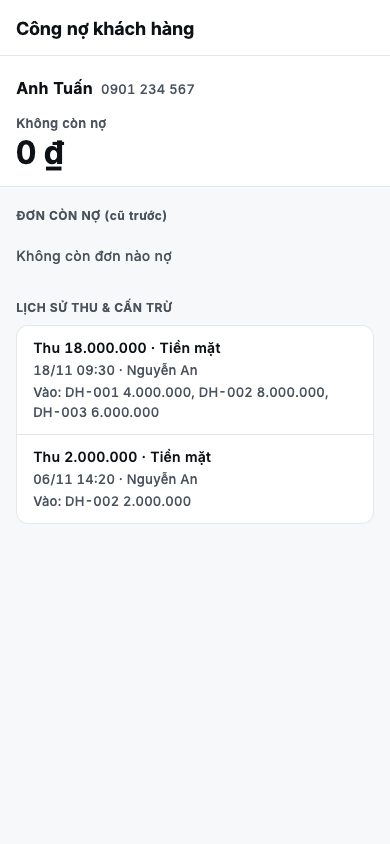 Công nợ khách hàng
Anh Tuấn 0901 234 567
Không còn nợ
0 ₫
ĐƠN CÒN NỢ (cũ trước)
Không còn đơn nào nợ
LỊCH SỬ THU & CẤN TRỪ
Thu 18.000.000 · Tiền mặt
18/11 09:30 · Nguyễn An
Vào: DH-001 4.000.000, DH-002 8.000.000,
DH-003 6.000.000
Thu 2.000.000 · Tiền mặt
06/11 14:20 · Nguyễn An
Vào: DH-002 2.000.000